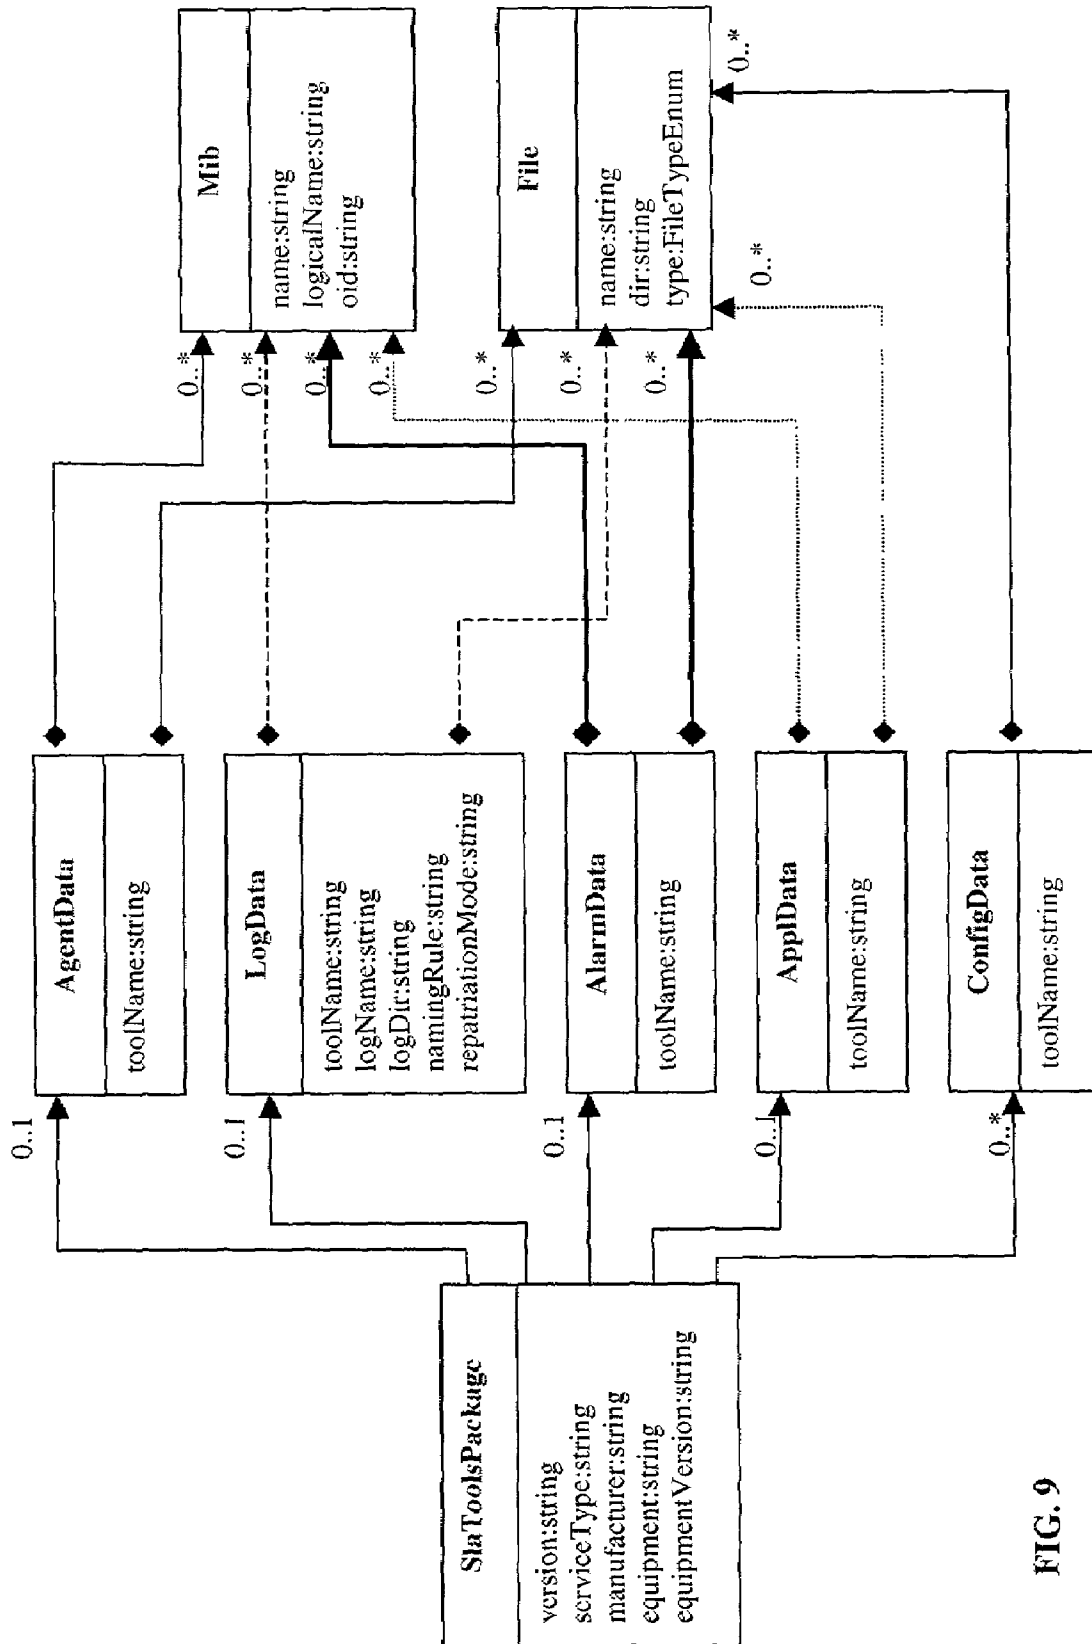 SlaToolsPackage
version:string
serviceType:string
manufacturer:string
equipment:string
equipmentVersion:string
0..1
AgentData
toolName:string
0..1
LogData
toolName:string
logName:string
logDir:string
namingRule:string
repatriationMode:string
0..1
AlarmData
toolName:string
0..1
ApplData
toolName:string
0..*
ConfigData
toolName:string
0..*
0..*
0..*
0..*
Mib
name:string
logicalName:string
oid:string
0..*
0..*
0..*
File
name:string
dir:string
type:FileTypeEnum
0..*
0..*
FIG. 9